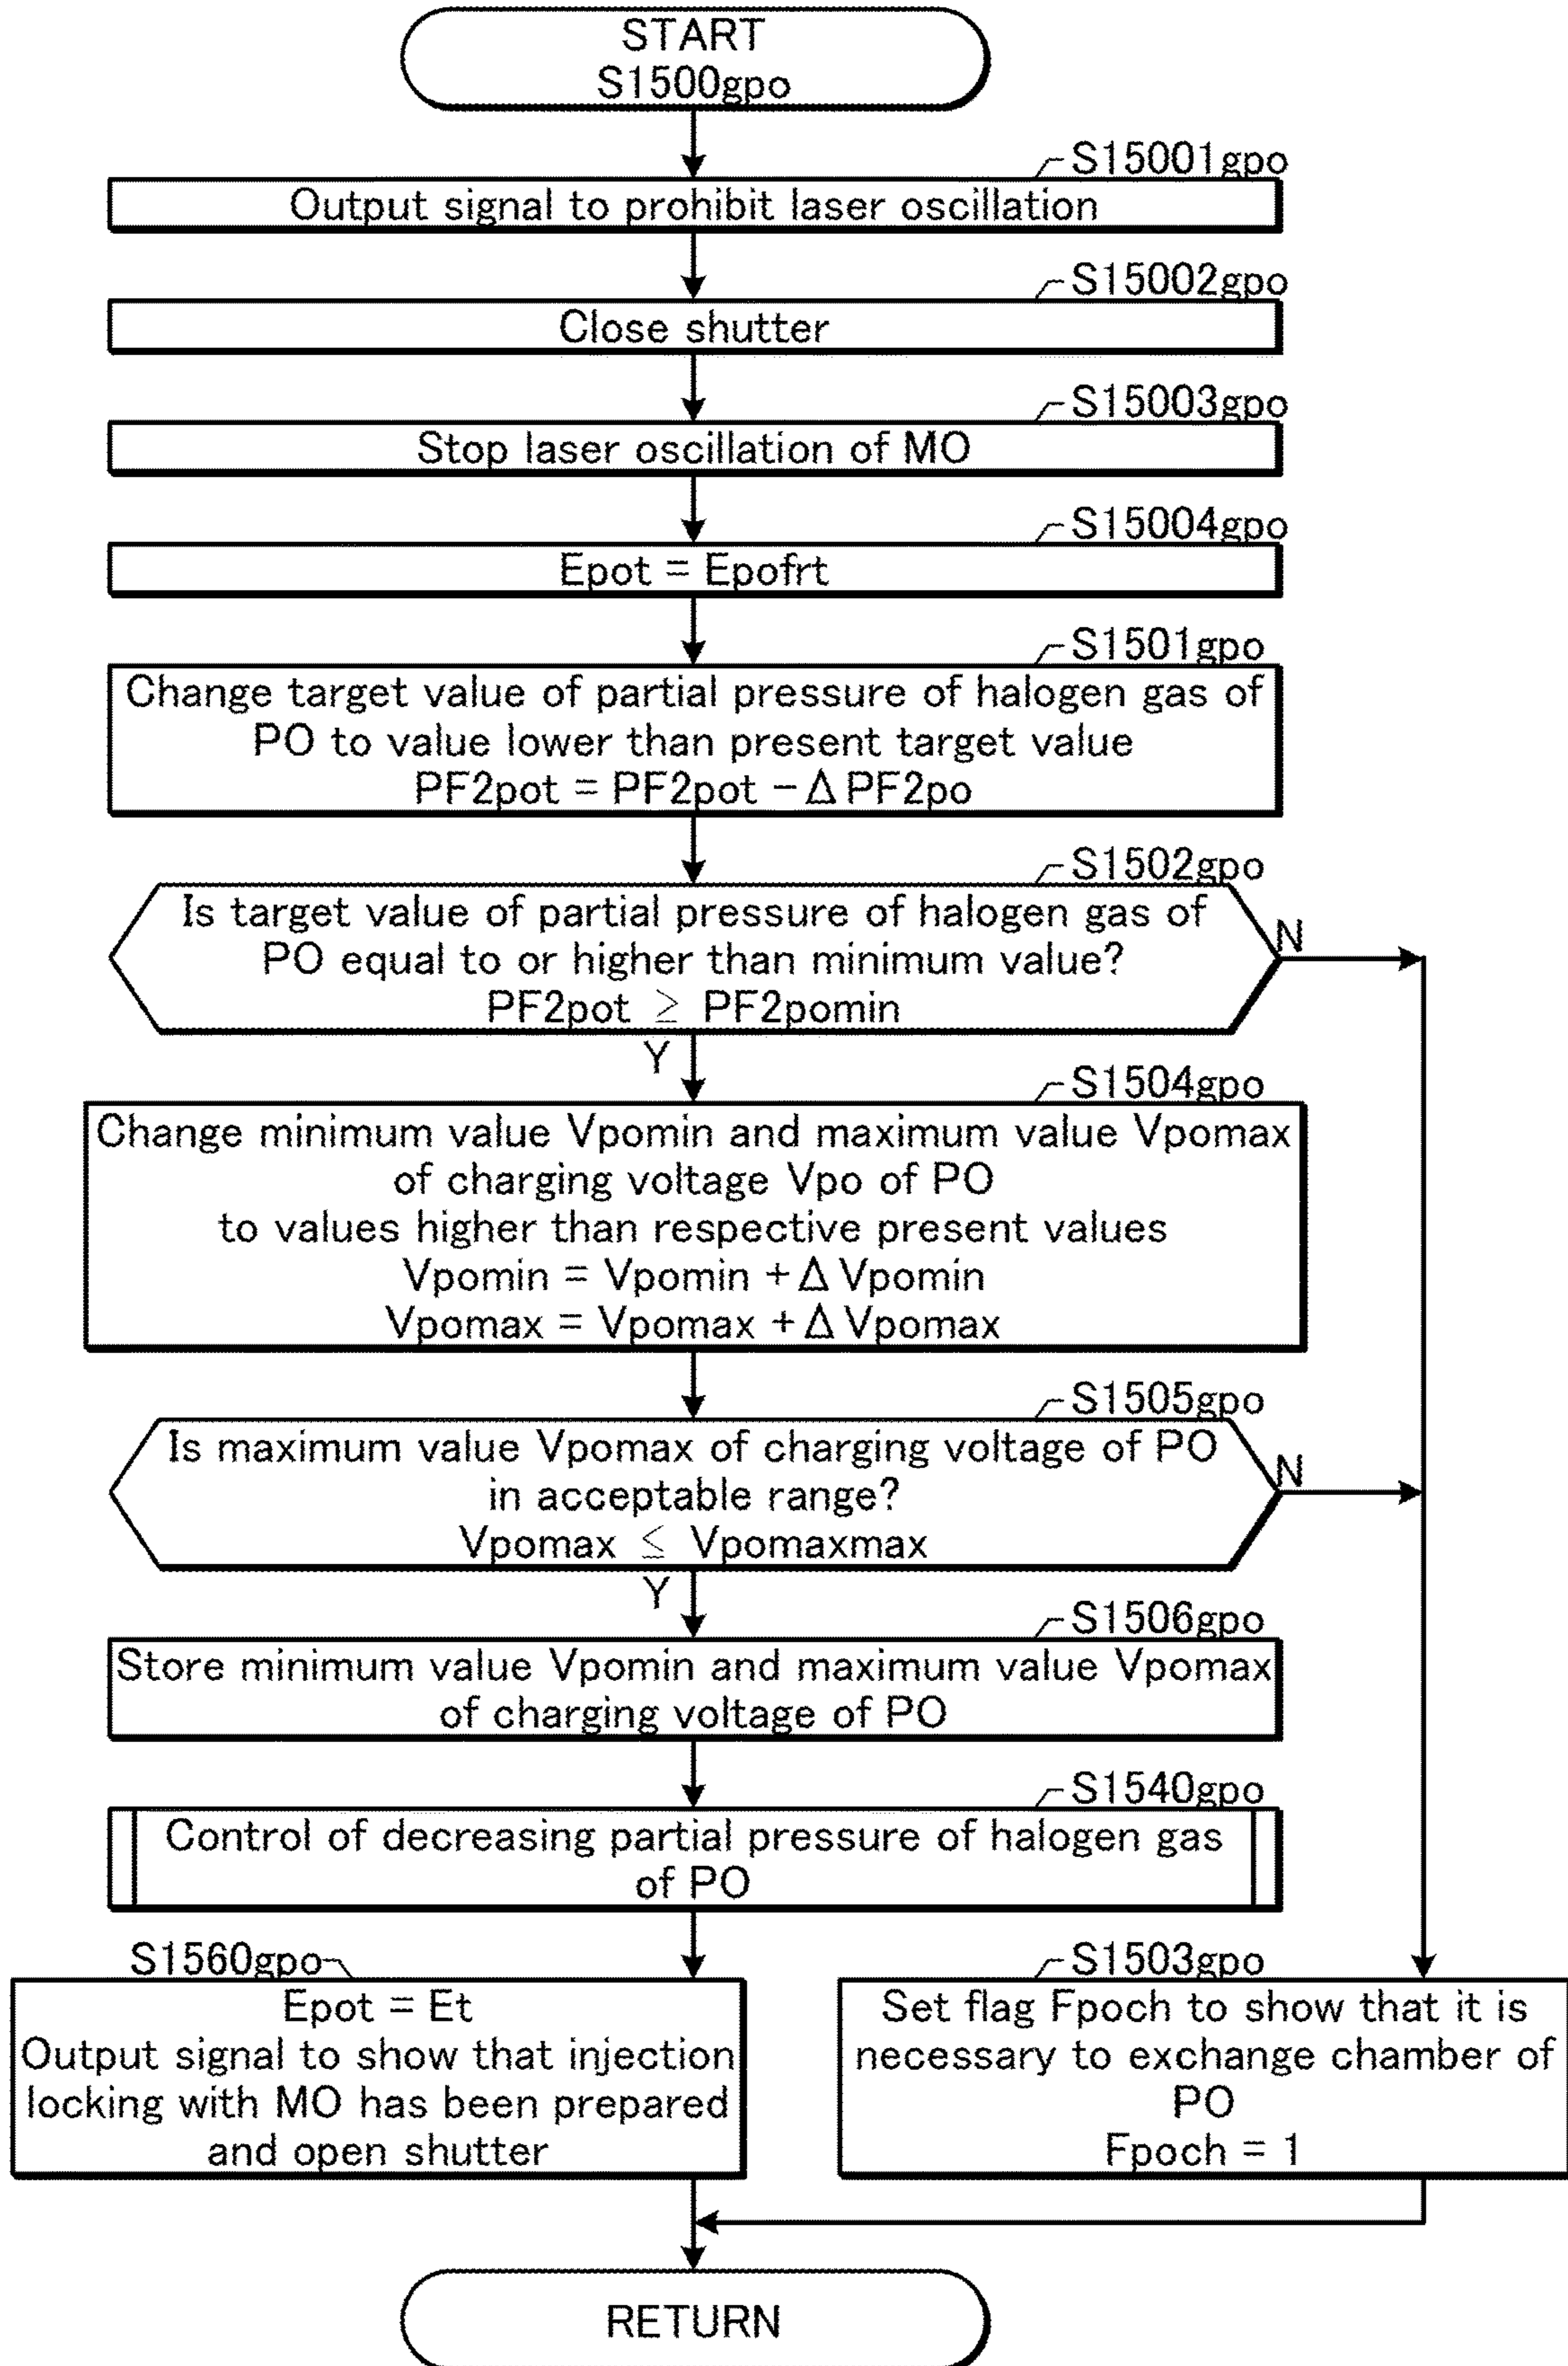 START
S1500gpo
S15001gpo
Output signal to prohibit laser oscillation
S15002gpo
Close shutter
S15003gpo
Stop laser oscillation of MO
S15004gpo
Epot = Epofrt
S1501gpo
Change target value of partial pressure of halogen gas of
PO to value lower than present target value
PF2pot = PF2pot − Δ PF2po
S1502gpo
Is target value of partial pressure of halogen gas of
PO equal to or higher than minimum value?
PF2pot ≥ PF2pomin
N
Y
S1504gpo
Change minimum value Vpomin and maximum value Vpomax
of charging voltage Vpo of PO
to values higher than respective present values
Vpomin = Vpomin + Δ Vpomin
Vpomax = Vpomax + Δ Vpomax
S1505gpo
Is maximum value Vpomax of charging voltage of PO
in acceptable range?
Vpomax ≤ Vpomaxmax
N
Y
S1506gpo
Store minimum value Vpomin and maximum value Vpomax
of charging voltage of PO
S1540gpo
Control of decreasing partial pressure of halogen gas
of PO
S1560gpo
Epot = Et
Output signal to show that injection
locking with MO has been prepared
and open shutter
S1503gpo
Set flag Fpoch to show that it is
necessary to exchange chamber of
PO
Fpoch = 1
RETURN